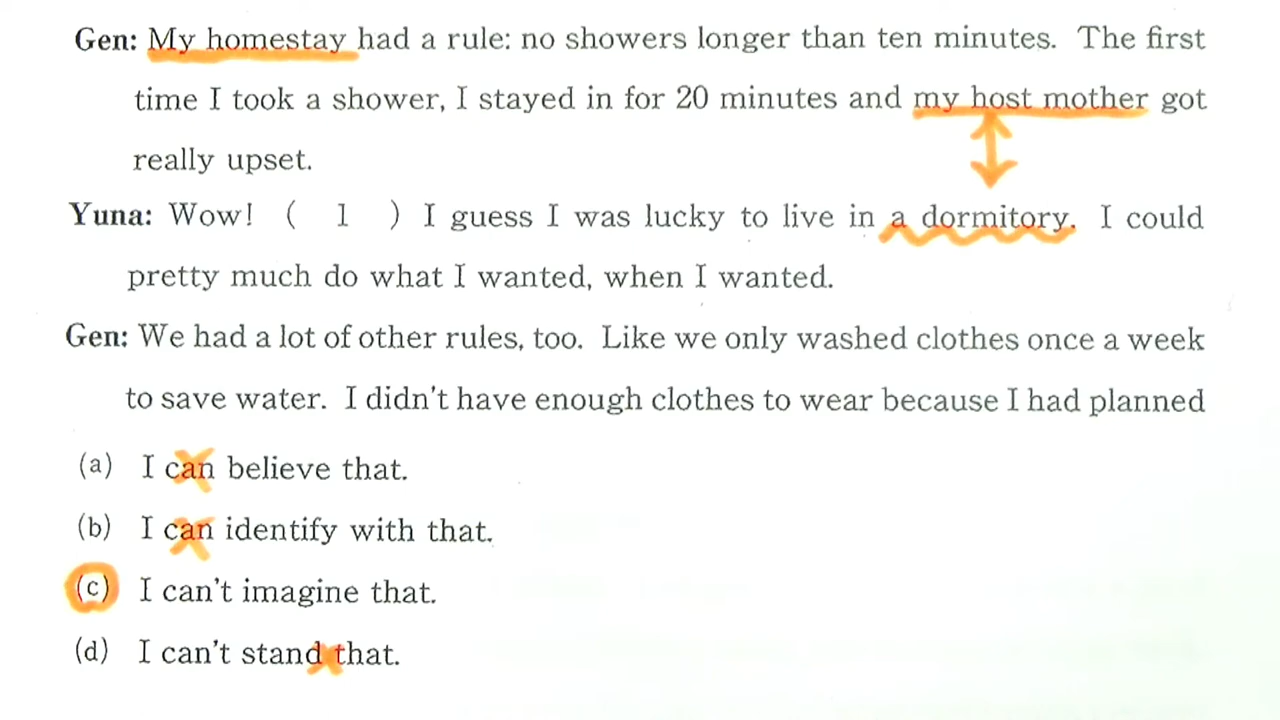 Gen: My homestay had a rule: no showers longer than ten minutes. The first
time I took a shower, I stayed in for 20 minutes and my host mother got
really upset.
Yuna: Wow! ( 1 ) I guess I was lucky to live in a dormitory. I could
pretty much do what I wanted, when I wanted.
Gen: We had a lot of other rules, too. Like we only washed clothes once a week
to save water. I didn't have enough clothes to wear because I had planned
(a) I can believe that.
(b) I can identify with that.
(c) I can't imagine that.
(d) I can't stand that.